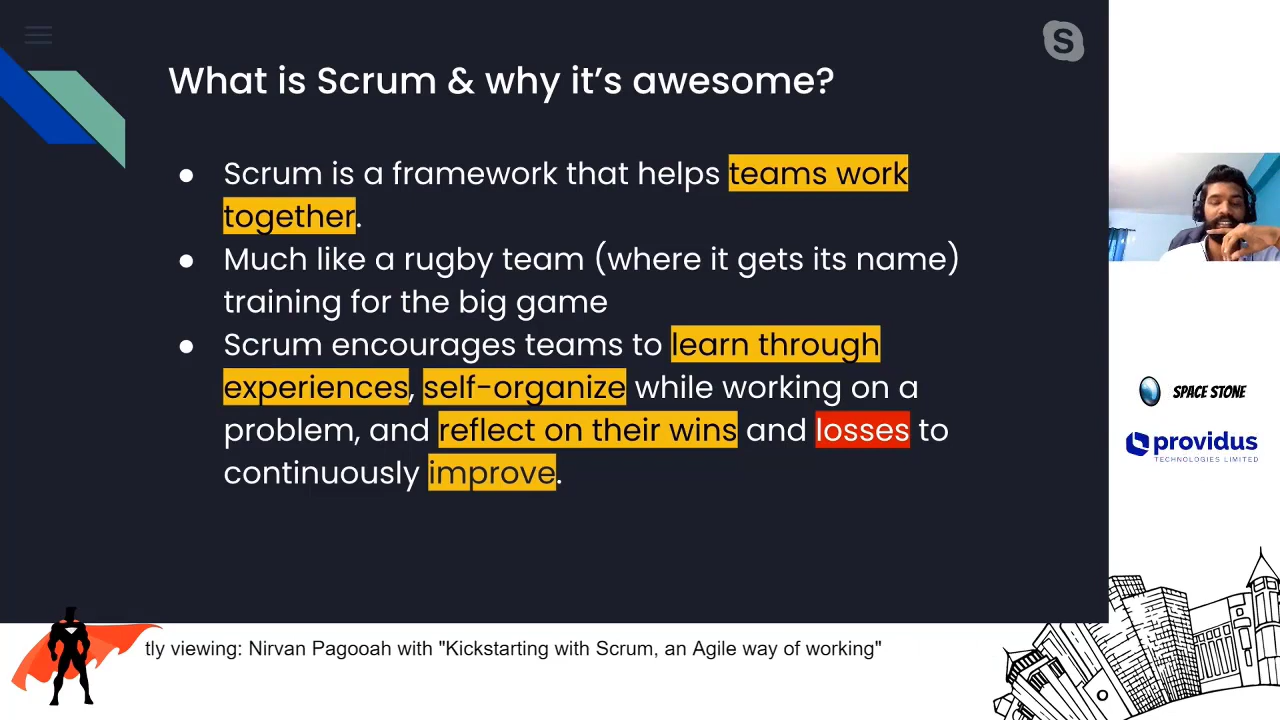 What is Scrum & why it's awesome?
S
● Scrum is a framework that helps teams work
together.
● Much like a rugby team (where it gets its name)
training for the big game
● Scrum encourages teams to learn through
experiences, self-organize while working on a
problem, and reflect on their wins and losses to
continuously improve.
SPACE STONE
providus
TECHNOLOGIES LIMITED
tly viewing: Nirvan Pagooah with "Kickstarting with Scrum, an Agile way of working"